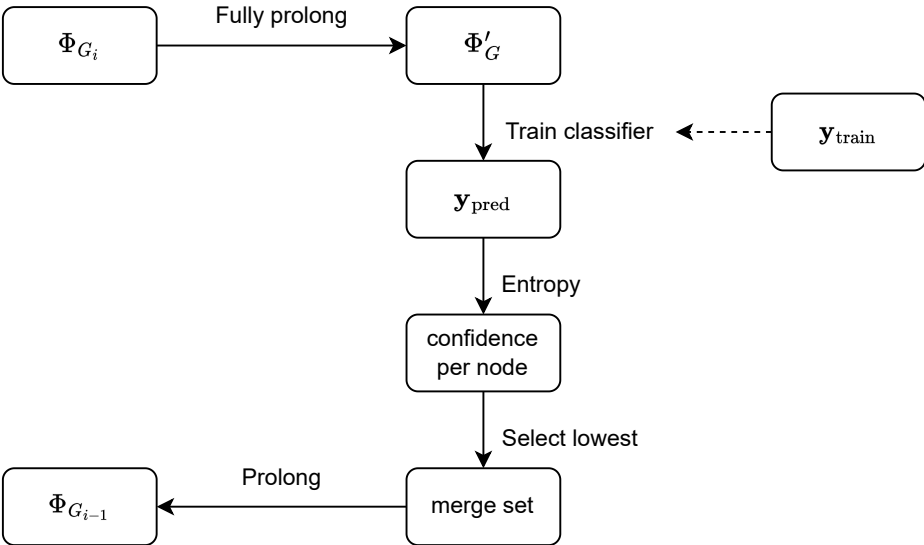 Fully prolong
Φ_{G_i}
Φ′_G
Train classifier
y_train
y_pred
Entropy
confidence
per node
Select lowest
Prolong
Φ_{G_{i−1}}
merge set